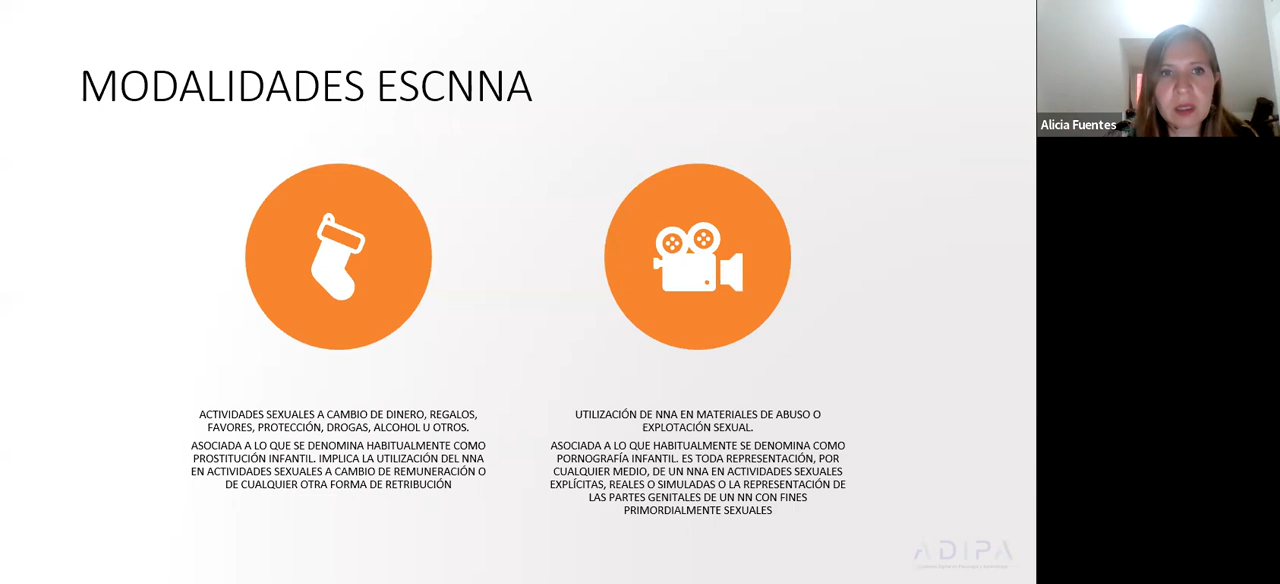 MODALIDADES ESCNNA
ACTIVIDADES SEXUALES A CAMBIO DE DINERO, REGALOS,
FAVORES, PROTECCIÓN, DROGAS, ALCOHOL U OTROS.
ASOCIADA A LO QUE SE DENOMINA HABITUALMENTE COMO
PROSTITUCIÓN INFANTIL. IMPLICA LA UTILIZACIÓN DEL NNA
EN ACTIVIDADES SEXUALES A CAMBIO DE REMUNERACIÓN O
DE CUALQUIER OTRA FORMA DE RETRIBUCIÓN
UTILIZACIÓN DE NNA EN MATERIALES DE ABUSO O
EXPLOTACIÓN SEXUAL.
ASOCIADA A LO QUE HABITUALMENTE SE DENOMINA COMO
PORNOGRAFÍA INFANTIL. ES TODA REPRESENTACIÓN, POR
CUALQUIER MEDIO, DE UN NNA EN ACTIVIDADES SEXUALES
EXPLÍCITAS, REALES O SIMULADAS O LA REPRESENTACIÓN DE
LAS PARTES GENITALES DE UN NN CON FINES
PRIMORDIALMENTE SEXUALES
Alicia Fuentes
ADIPA